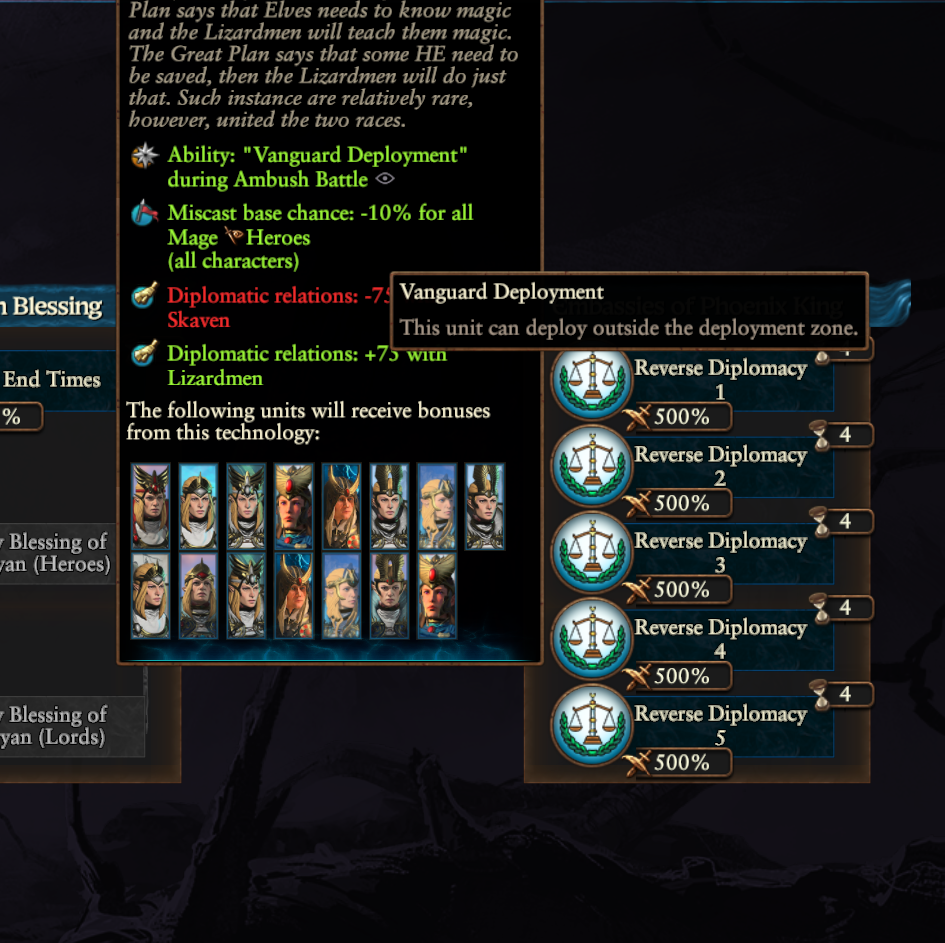 Plan says that Elves needs to know magic
and the Lizardmen will teach them magic.
The Great Plan says that some HE need to
be saved, then the Lizardmen will do just
that. Such instance are relatively rare,
however, united the two races.
Ability: "Vanguard Deployment"
during Ambush Battle
Miscast base chance: -10% for all
Mage Heroes
(all characters)
Diplomatic relations: -75
Skaven
Diplomatic relations: +75 with
Lizardmen
The following units will receive bonuses
from this technology:
Vanguard Deployment
This unit can deploy outside the deployment zone.
Embassies of Phoenix King
n Blessing
End Times
%
y Blessing of
yan (Heroes)
y Blessing of
yan (Lords)
Reverse Diplomacy
1
500%
4
Reverse Diplomacy
2
500%
4
Reverse Diplomacy
3
500%
4
Reverse Diplomacy
4
500%
4
Reverse Diplomacy
5
500%